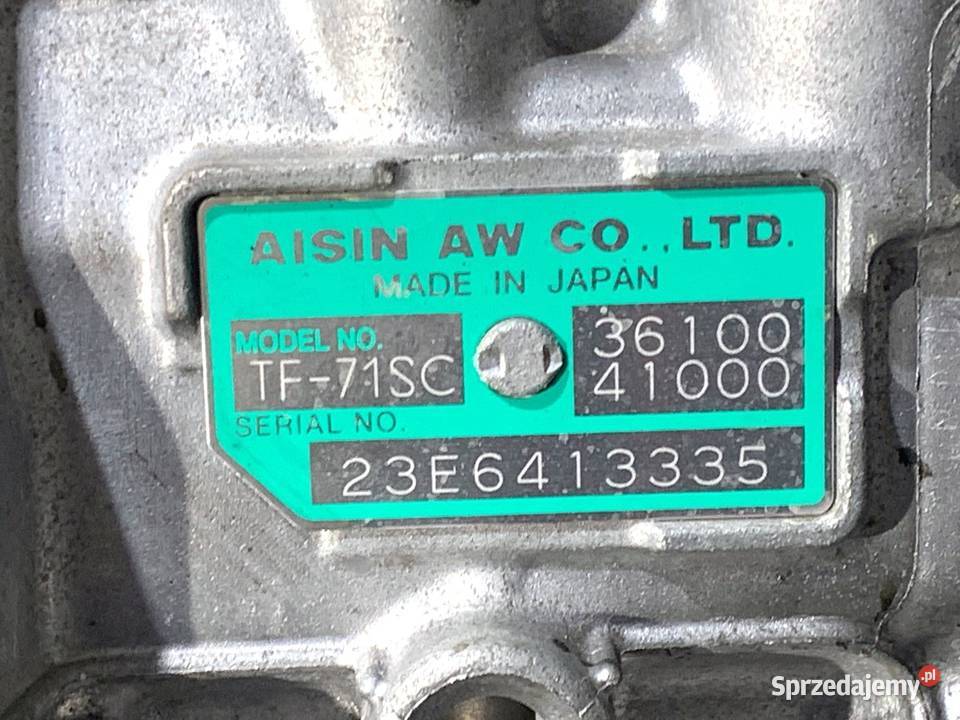 AISIN AW CO.,LTD.
MADE IN JAPAN
MODEL NO.
TF-71SC
36100
41000
SERIAL NO.
23E6413335
Sprzedajemy.pl